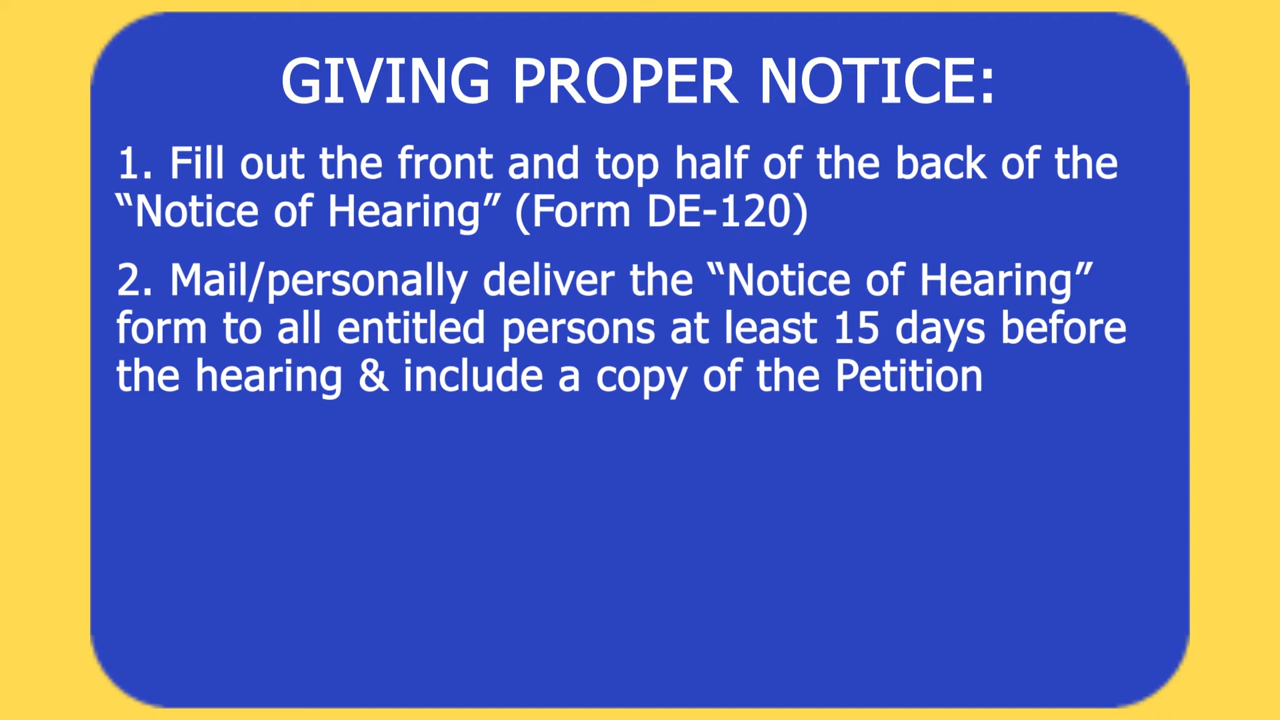 GIVING PROPER NOTICE:
1. Fill out the front and top half of the back of the
“Notice of Hearing” (Form DE-120)
2. Mail/personally deliver the “Notice of Hearing”
form to all entitled persons at least 15 days before
the hearing & include a copy of the Petition